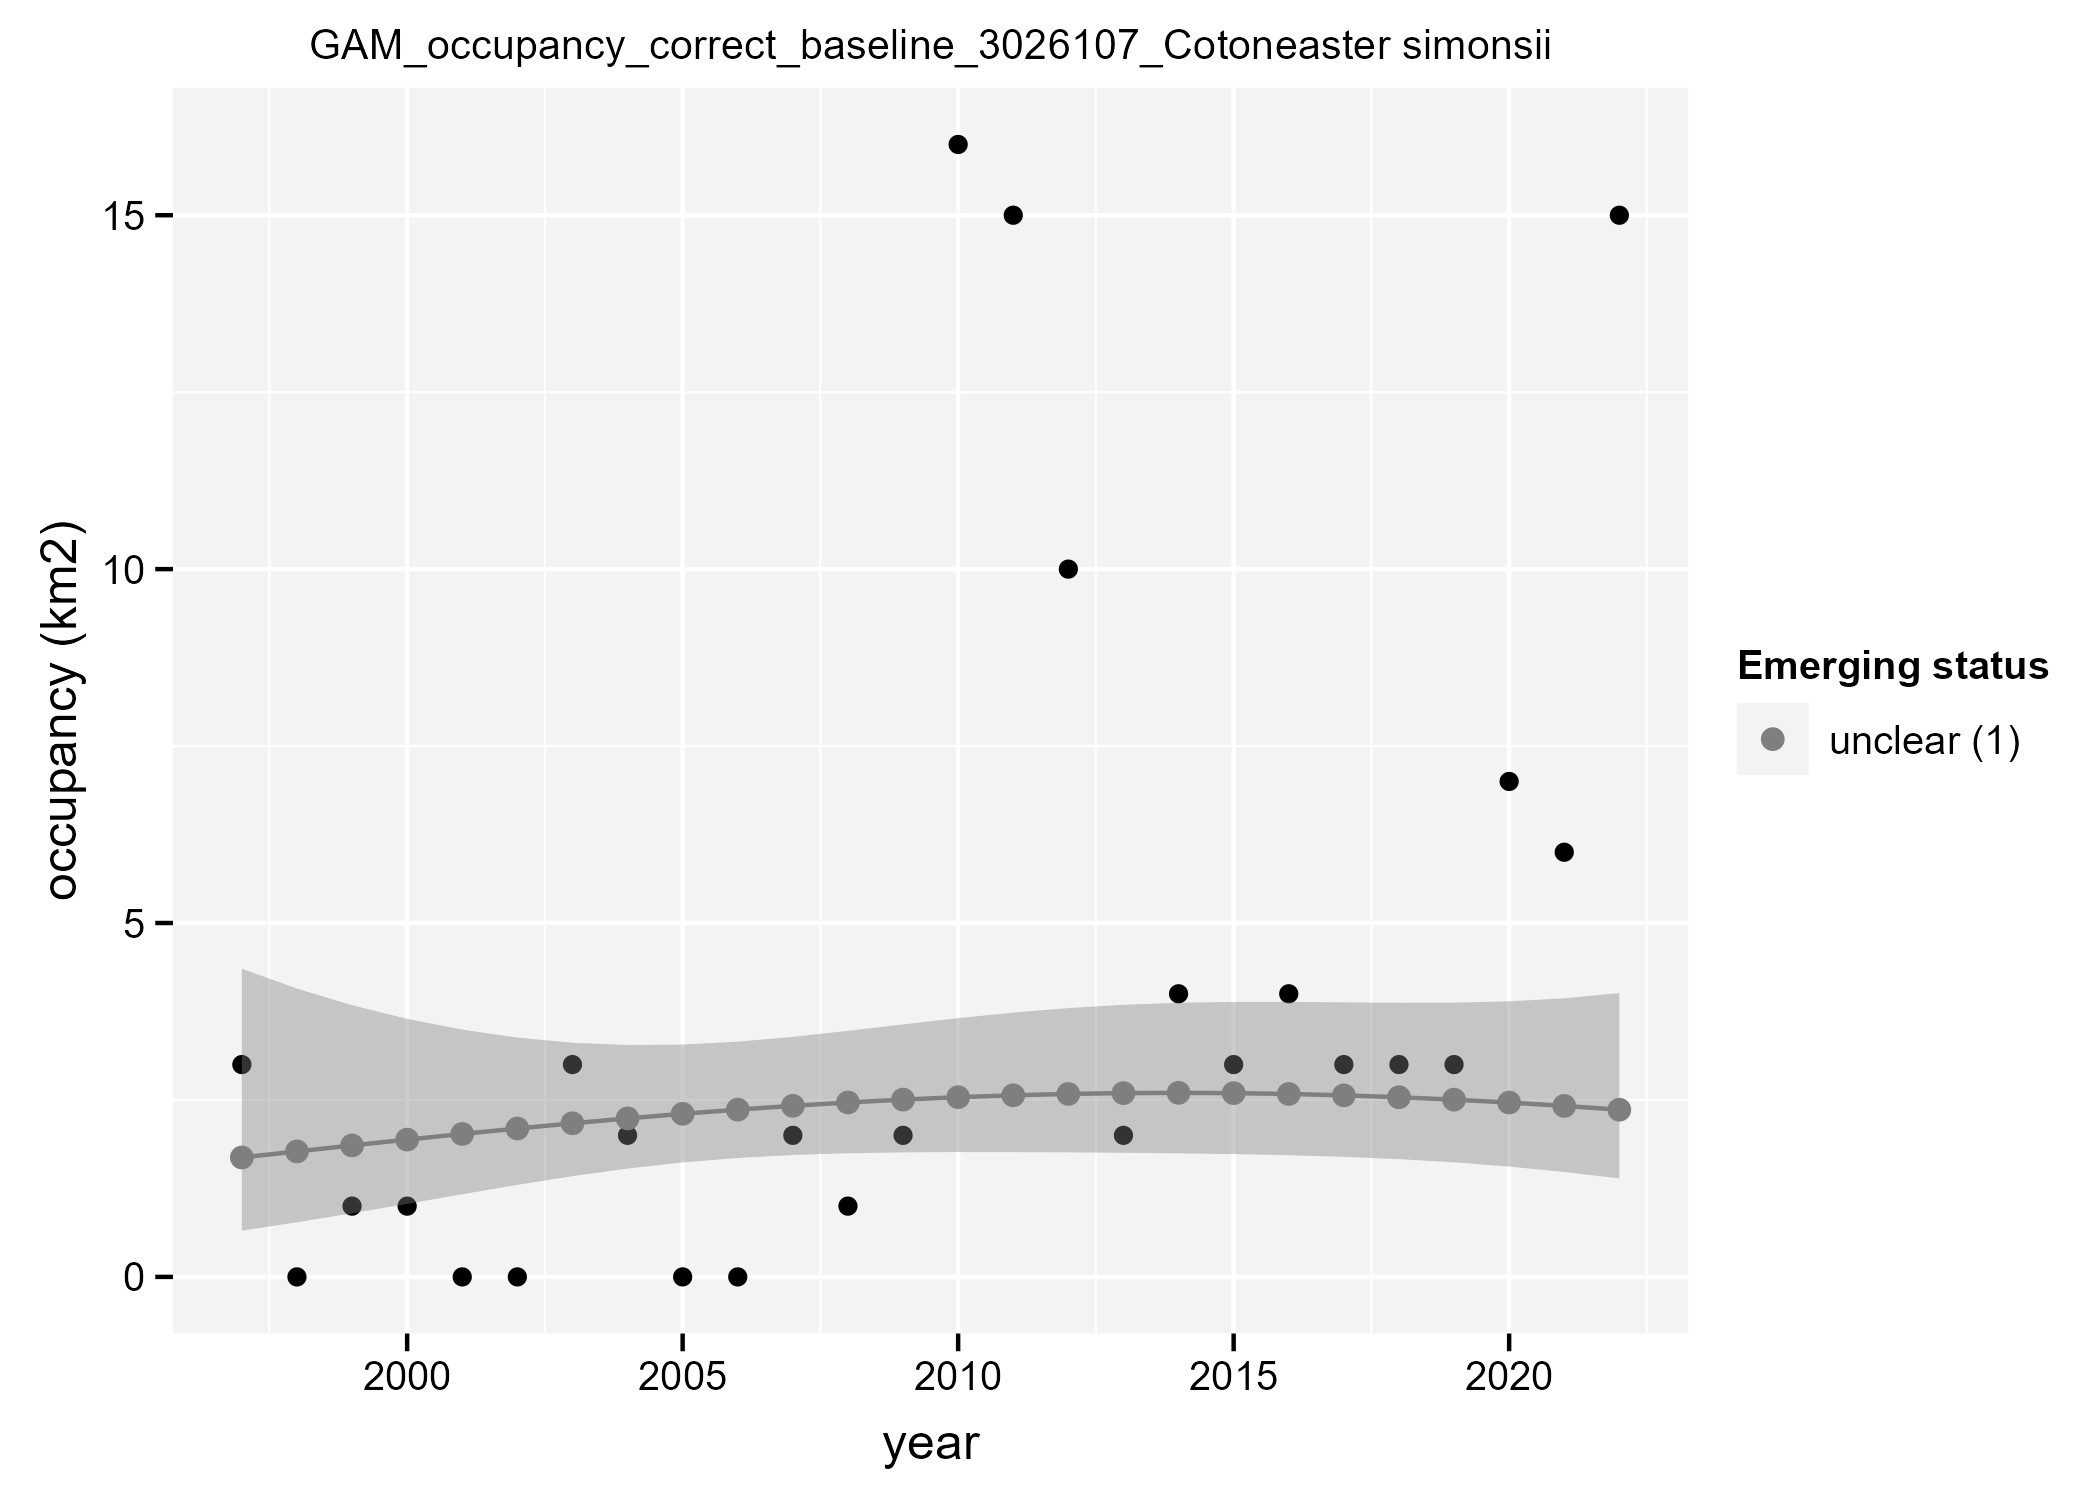 GAM_occupancy_correct_baseline_3026107_Cotoneaster simonsii
15
10
5
0
occupancy (km2)
2000 2005 2010 2015 2020
year
Emerging status
unclear (1)